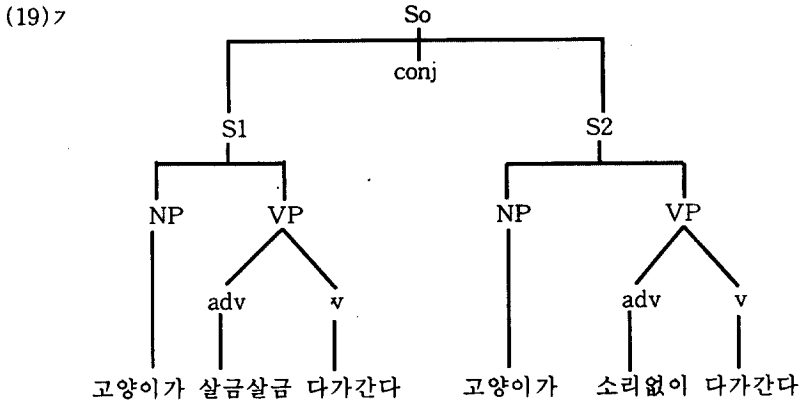 (19)ㄱ So
conj
S1 S2
NP VP NP VP
adv v adv v
고양이가 살금살금 다가간다 고양이가 소리없이 다가간다